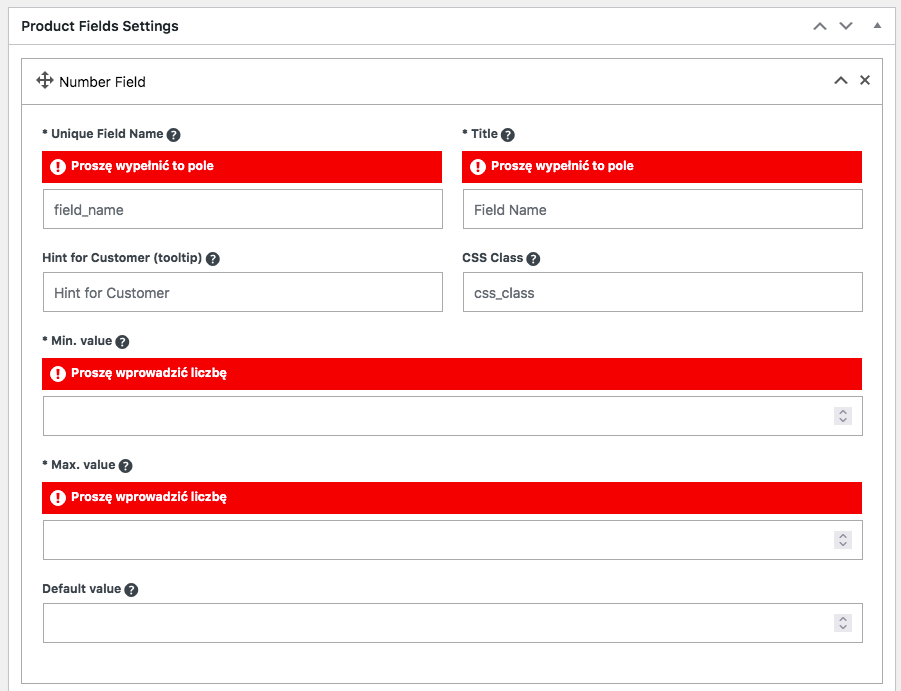 Product Fields Settings
Number Field
* Unique Field Name ?
* Title ?
! Proszę wypełnić to pole
! Proszę wypełnić to pole
field_name
Field Name
Hint for Customer (tooltip) ?
CSS Class ?
Hint for Customer
css_class
* Min. value ?
! Proszę wprowadzić liczbę
* Max. value ?
! Proszę wprowadzić liczbę
Default value ?